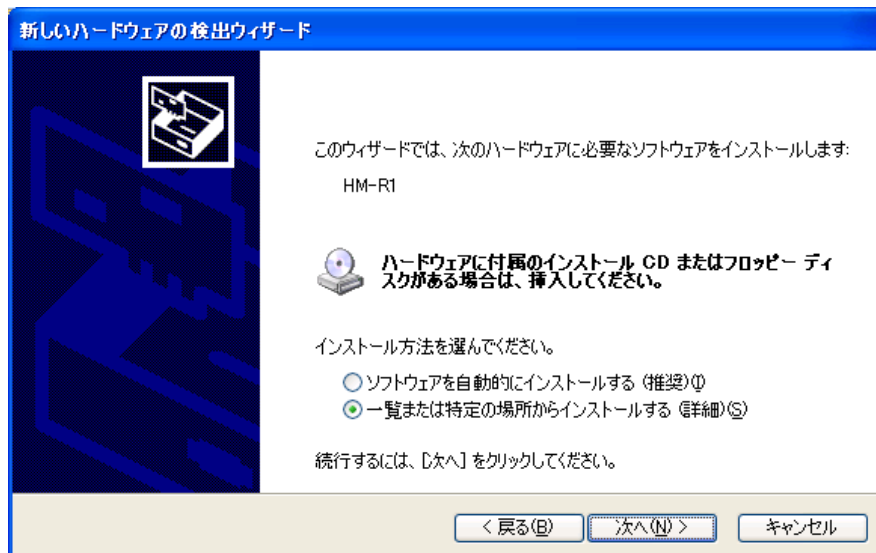 新しいハードウェアの検出ウィザード
このウィザードでは、次のハードウェアに必要なソフトウェアをインストールします:
HM-R1
ハードウェアに付属のインストール CD またはフロッピー ディ
スクがある場合は、挿入してください。
インストール方法を選んでください。
ソフトウェアを自動的にインストールする (推奨)(I)
一覧または特定の場所からインストールする (詳細)(S)
続行するには、[次へ] をクリックしてください。
< 戻る(B)
次へ(N) >
キャンセル